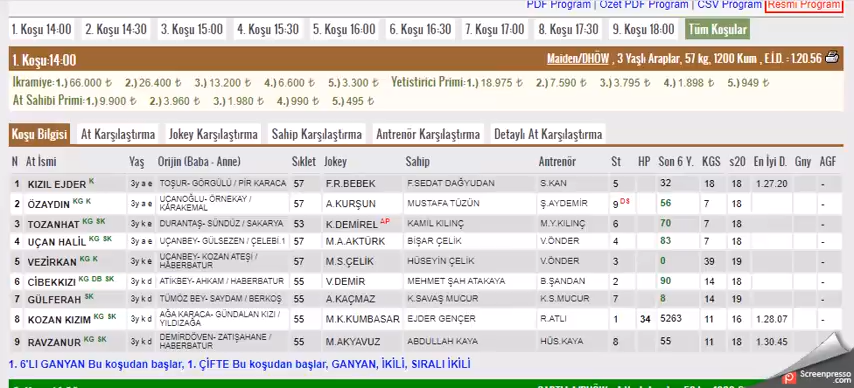 PDF Program | Özet PDF Program | CSV Program | Resmi Program
1. Koşu 14:00 2. Koşu 14:30 3. Koşu 15:00 4. Koşu 15:30 5. Koşu 16:00 6. Koşu 16:30 7. Koşu 17:00 8. Koşu 17:30 9. Koşu 18:00 Tüm Koşular
1. Koşu:14:00 Maiden/DHÖW , 3 Yaşlı Araplar, 57 kg, 1200 Kum , E.İ.D. : 1.20.56
Ikramiye:1.) 66.000 ₺ 2.) 26.400 ₺ 3.) 13.200 ₺ 4.) 6.600 ₺ 5.) 3.300 ₺ Yetistirici Primi:1.) 18.975 ₺ 2.) 7.590 ₺ 3.) 3.795 ₺ 4.) 1.898 ₺ 5.) 949 ₺
At Sahibi Primi:1.) 9.900 ₺ 2.) 3.960 ₺ 3.) 1.980 ₺ 4.) 990 ₺ 5.) 495 ₺
Koşu Bilgisi At Karşılaştırma Jokey Karşılaştırma Sahip Karşılaştırma Antrenör Karşılaştırma Detaylı At Karşılaştırma
N At İsmi Yaş Orijin (Baba - Anne) Sıklet Jokey Sahip Antrenör St HP Son 6 Y. KGS s20 En İyi D. Gny AGF
1 KIZIL EJDER K 3y a e TOŞUR- GÖRGÜLÜ / PİR KARACA 57 F.R.BEBEK F.SEDAT DAĞYUDAN S.KAN 5 32 18 18 1.27.20 -
2 ÖZAYDIN KG K 3y a e UÇANOĞLU- ÖRNEKAY / KARAKEMAL 57 A.KURŞUN MUSTAFA TÜZÜN Ş.AYDEMİR 9 DS 56 7 18 -
3 TOZANHAT KG SK 3y k e DURANTAŞ- SÜNDÜZ / SAKARYA 53 K.DEMİREL AP KAMİL KILINÇ M.Y.KILINÇ 6 70 7 18 -
4 UÇAN HALİL KG SK 3y a e UÇANBEY- GÜLSEZEN / ÇELEBİ.1 57 M.A.AKTÜRK BİŞAR ÇELİK V.ÖNDER 4 83 7 18 -
5 VEZİRKAN KG K 3y k e UÇANBEY- KOZAN ATEŞİ / HABERBATUR 57 M.S.ÇELİK HÜSEYİN ÇELİK V.ÖNDER 3 0 39 19 -
6 CİBEKKIZI KG DB SK 3y k d ATIKBEY- AHKAM / HABERBATUR 55 V.DEMİR MEHMET ŞAH ATAKAYA B.ŞANDAN 2 90 14 18 -
7 GÜLFERAH SK 3y k d TÜMÖZ BEY- SAYDAM / BERKOŞ 55 A.KAÇMAZ K.SAVAŞ MUCUR K.S.MUCUR 7 8 14 19 -
8 KOZAN KIZIM KG SK 3y k d AĞA KARACA- GÜNDALAN KIZI / YILDIZAĞA 55 M.K.KUMBASAR EJDER GENÇER R.ATLI 1 34 5263 11 16 1.28.07 -
9 RAVZANUR KG SK 3y k d DEMİRDÖVEN- ZATIŞAHANE / HABERBATUR 55 M.AKYAVUZ ABDULLAH KAYA HÜS.KAYA 8 55 11 18 1.30.45
1. 6'LI GANYAN Bu koşudan başlar, 1. ÇİFTE Bu koşudan başlar, GANYAN, İKİLİ, SIRALI İKİLİ
Screenpresso.com